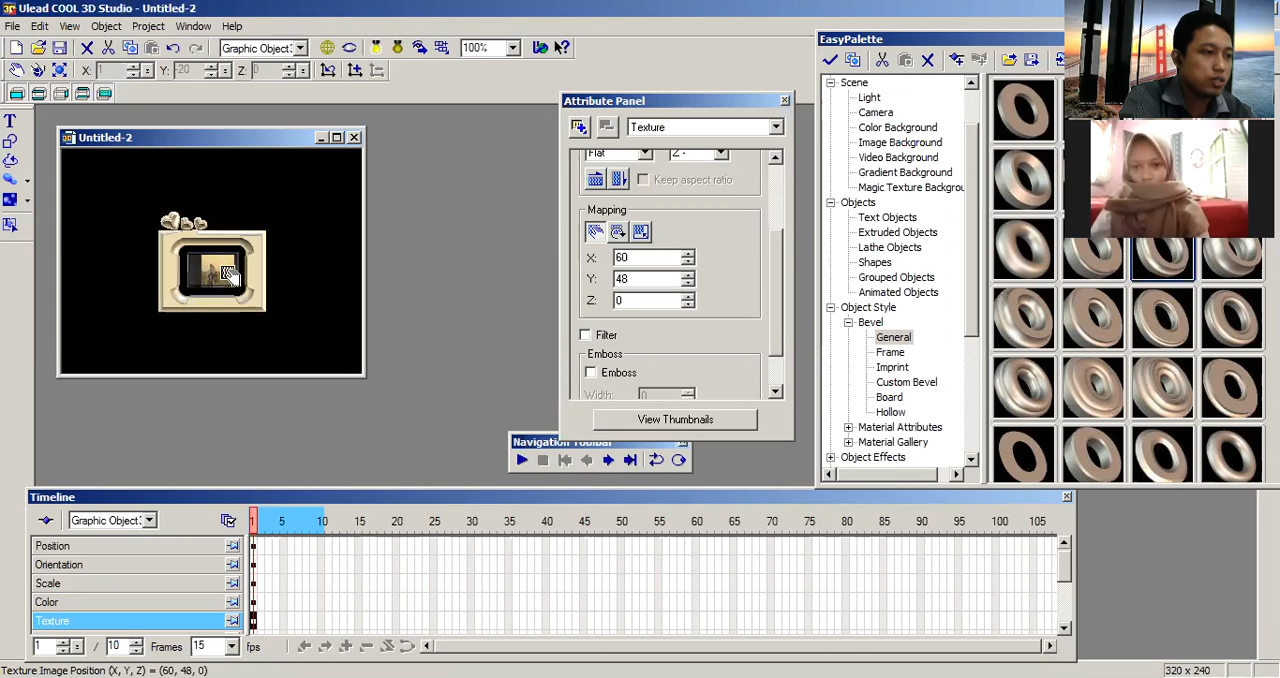 Ulead COOL 3D Studio - Untitled-2
File Edit View Object Project Window Help
Graphic Object: 100%
X: 1 Y: -20 Z: 0
Untitled-2
Attribute Panel
Texture
Flat Z -
Keep aspect ratio
Mapping
X: 60
Y: 48
Z: 0
Filter
Emboss
Emboss
Width: 0
View Thumbnails
Navigation Toolbar
EasyPalette
Scene
Light
Camera
Color Background
Image Background
Video Background
Gradient Background
Magic Texture Backgrou
Objects
Text Objects
Extruded Objects
Lathe Objects
Shapes
Grouped Objects
Animated Objects
Object Style
Bevel
General
Frame
Imprint
Custom Bevel
Board
Hollow
Material Attributes
Material Gallery
Object Effects
Timeline
Graphic Object: 1 5 10 15 20 25 30 35 40 45 50 55 60 65 70 75 80 85 90 95 100 105
Position
Orientation
Scale
Color
Texture
1 / 10 Frames 15 fps
Texture Image Position (X, Y, Z) = (60, 48, 0) 320 x 240